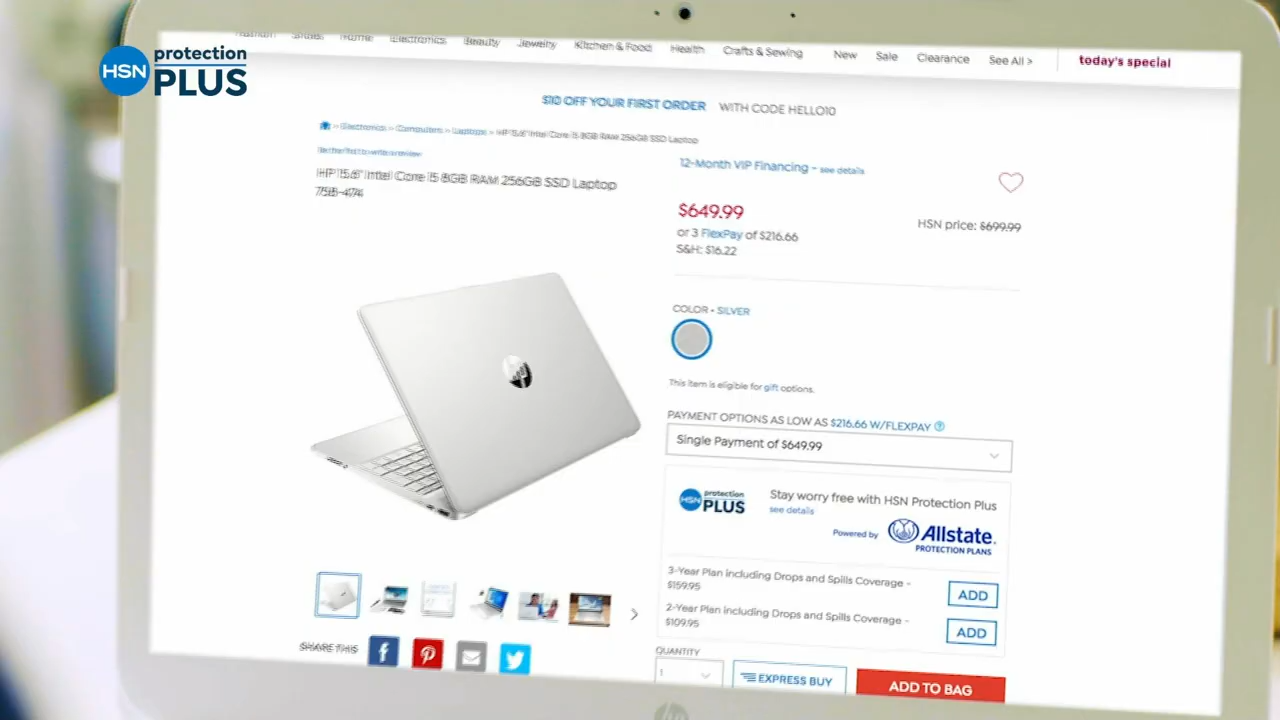 HSN protection PLUS
Fashion Shoes Home Electronics Beauty Jewelry Kitchen & Food Health Crafts & Sewing New Sale Clearance See All > today's special
$10 OFF YOUR FIRST ORDER WITH CODE HELLO10
> Electronics > Computers > Laptops > HP 15.6" Intel Core i5 8GB RAM 256GB SSD Laptop
Be the first to write a review
HP 15.6" Intel Core i5 8GB RAM 256GB SSD Laptop
758-474
12-Month VIP Financing - see details
$649.99
HSN price: $699.99
or 3 FlexPay of $216.66
S&H: $16.22
COLOR - SILVER
This item is eligible for gift options.
PAYMENT OPTIONS AS LOW AS $216.66 W/FLEXPAY ?
Single Payment of $649.99
HSN protection PLUS
Stay worry free with HSN Protection Plus
see details
Powered by Allstate.
PROTECTION PLANS
3-Year Plan including Drops and Spills Coverage -
$159.95
ADD
2-Year Plan including Drops and Spills Coverage -
$109.95
ADD
SHARE THIS
QUANTITY
1
EXPRESS BUY
ADD TO BAG
hp